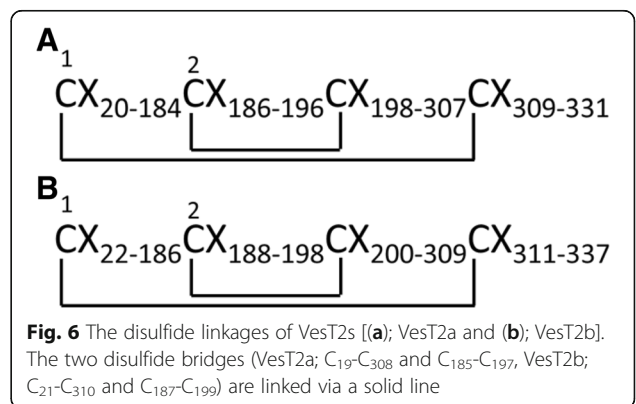 A
1 2
CX₂₀₋₁₈₄CX₁₈₆₋₁₉₆CX₁₉₈₋₃₀₇CX₃₀₉₋₃₃₁
B
1 2
CX₂₂₋₁₈₆CX₁₈₈₋₁₉₈CX₂₀₀₋₃₀₉CX₃₁₁₋₃₃₇
Fig. 6 The disulfide linkages of VesT2s [(a); VesT2a and (b); VesT2b].
The two disulfide bridges (VesT2a; C₁₉-C₃₀₈ and C₁₈₅-C₁₉₇, VesT2b;
C₂₁-C₃₁₀ and C₁₈₇-C₁₉₉) are linked via a solid line